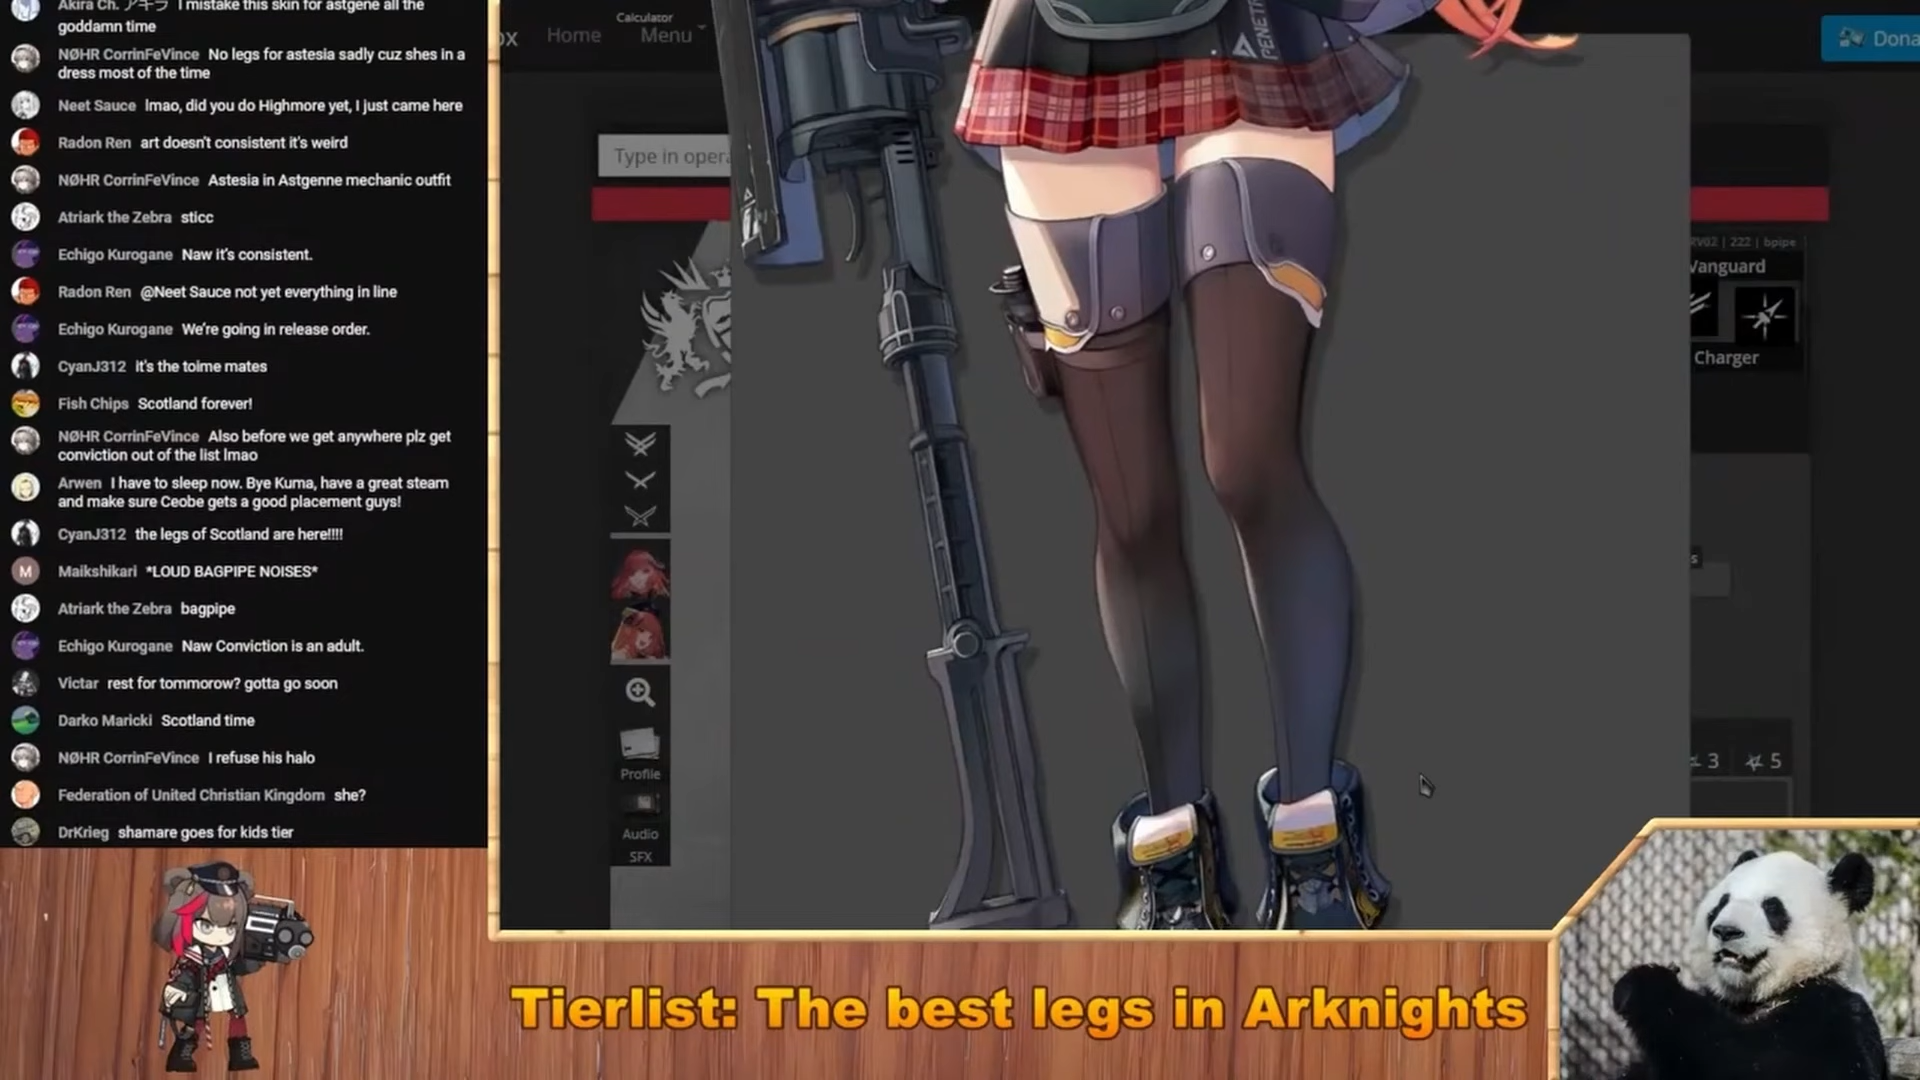 Akira Ch. アキラ I mistake this skin for astgene all the
goddamn time
NØHR CorrinFeVince No legs for astesia sadly cuz shes in a
dress most of the time
Neet Sauce lmao, did you do Highmore yet, I just came here
Radon Ren art doesn't consistent it's weird
NØHR CorrinFeVince Astesia in Astgenne mechanic outfit
Atriark the Zebra sticc
Echigo Kurogane Naw it's consistent.
Radon Ren @Neet Sauce not yet everything in line
Echigo Kurogane We're going in release order.
CyanJ312 it's the toime mates
Fish Chips Scotland forever!
NØHR CorrinFeVince Also before we get anywhere plz get
conviction out of the list lmao
Arwen I have to sleep now. Bye Kuma, have a great steam
and make sure Ceobe gets a good placement guys!
CyanJ312 the legs of Scotland are here!!!!
M
Maikshikari *LOUD BAGPIPE NOISES*
Atriark the Zebra bagpipe
Echigo Kurogane Naw Conviction is an adult.
Victar rest for tommorow? gotta go soon
Darko Maricki Scotland time
NØHR CorrinFeVince I refuse his halo
Federation of United Christian Kingdom she?
DrKrieg shamare goes for kids tier
ox
Home
Calculator
Menu
Dona
Type in opera
PENETR
RV02 | 222 | bpipe
Vanguard
Charger
s
3
5
Profile
Audio
SFX
Tierlist: The best legs in Arknights